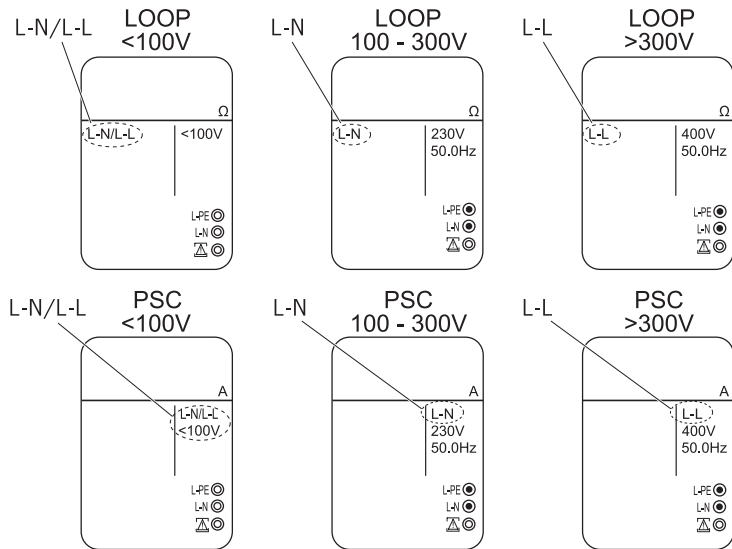 LOOP
<100V
L-N/L-L
Ω
L-N/L-L
<100V
L-PE
L-N
LOOP
100 - 300V
L-N
Ω
L-N
230V
50.0Hz
L-PE
L-N
LOOP
>300V
L-L
Ω
L-L
400V
50.0Hz
L-PE
L-N
PSC
<100V
L-N/L-L
A
L-N/L-L
<100V
L-PE
L-N
PSC
100 - 300V
L-N
A
L-N
230V
50.0Hz
L-PE
L-N
PSC
>300V
L-L
A
L-L
400V
50.0Hz
L-PE
L-N